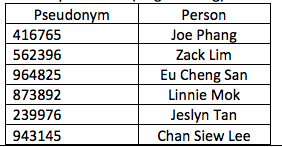 Pseudonym Person
416765 Joe Phang
562396 Zack Lim
964825 Eu Cheng San
873892 Linnie Mok
239976 Jeslyn Tan
943145 Chan Siew Lee